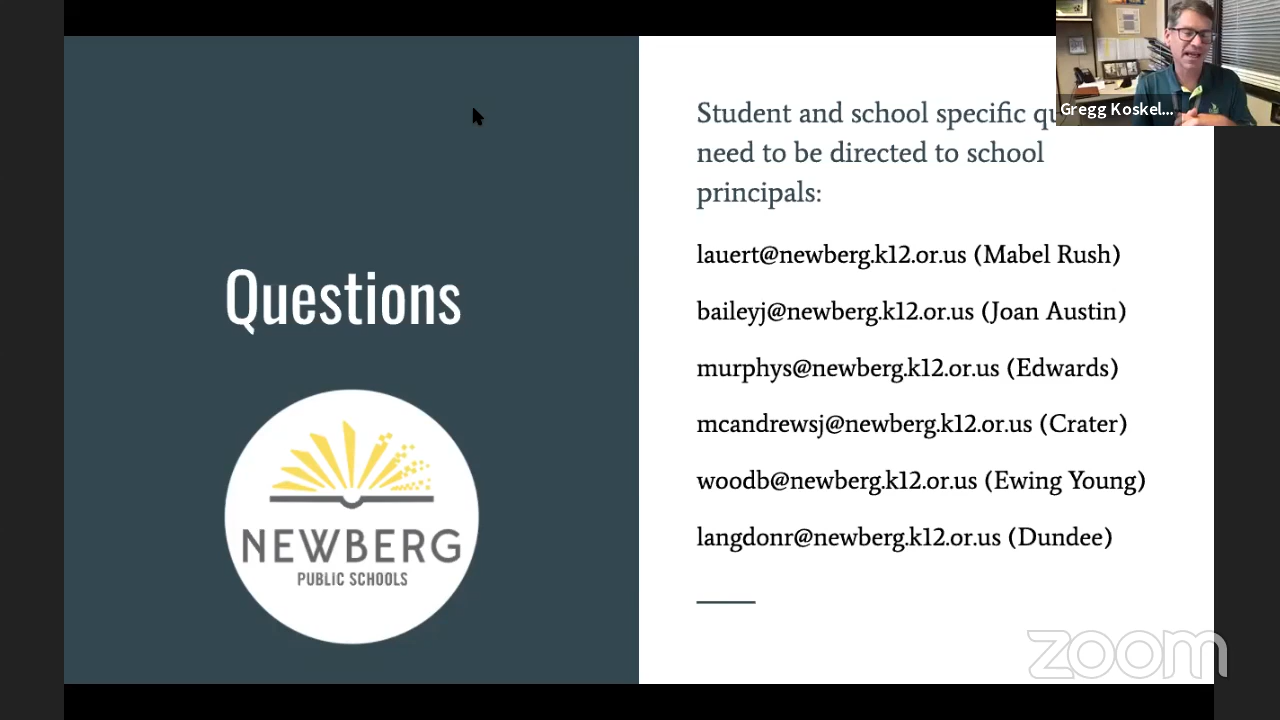 Questions
NEWBERG
PUBLIC SCHOOLS
Student and school specific
need to be directed to school
principals:
lauert@newberg.k12.or.us (Mabel Rush)
baileyj@newberg.k12.or.us (Joan Austin)
murphys@newberg.k12.or.us (Edwards)
mcandrewsj@newberg.k12.or.us (Crater)
woodb@newberg.k12.or.us (Ewing Young)
langdonr@newberg.k12.or.us (Dundee)
Gregg Koskel...
zoom